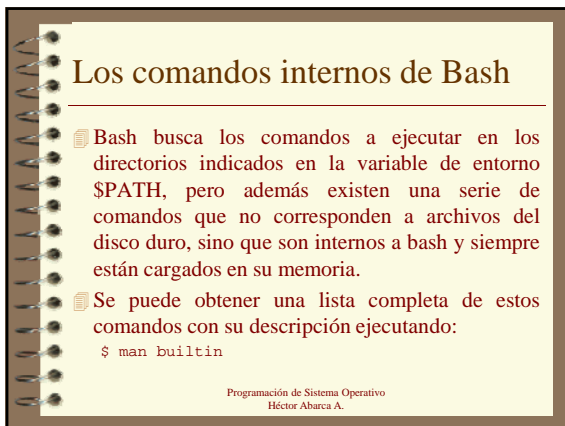 Los comandos internos de Bash
Bash busca los comandos a ejecutar en los
directorios indicados en la variable de entorno
$PATH, pero además existen una serie de
comandos que no corresponden a archivos del
disco duro, sino que son internos a bash y siempre
están cargados en su memoria.
Se puede obtener una lista completa de estos
comandos con su descripción ejecutando:
$ man builtin
Programación de Sistema Operativo
Héctor Abarca A.